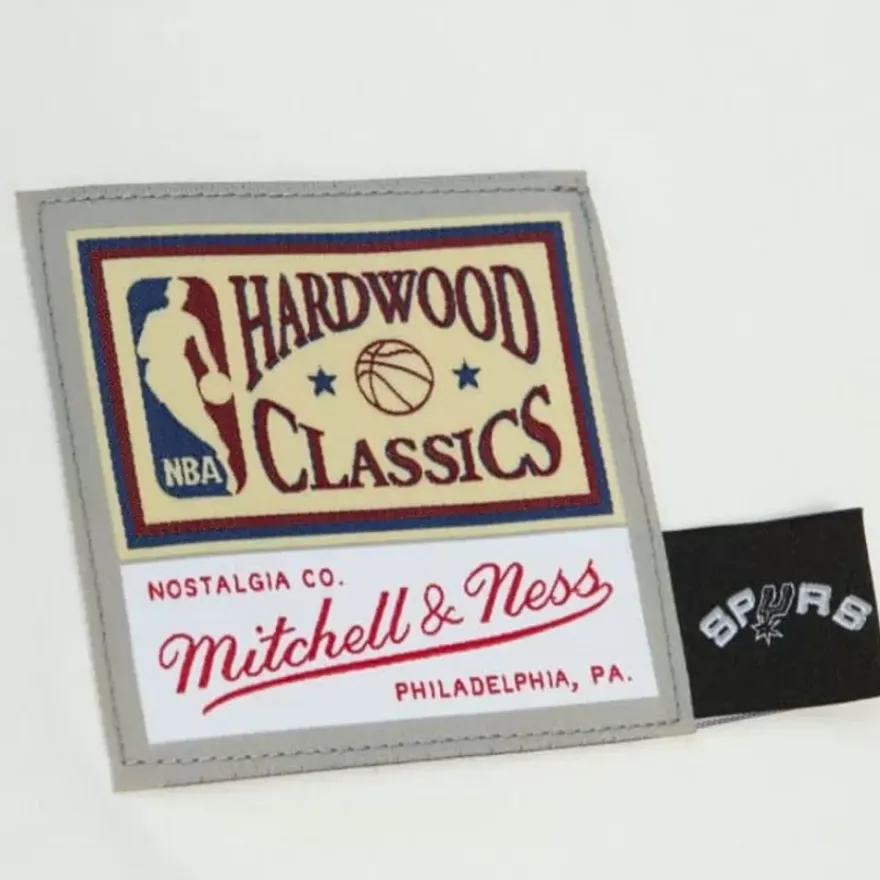 HARDWOOD
CLASSICS
NBA
NOSTALGIA CO.
Mitchell & Ness
PHILADELPHIA, PA.
SPURS